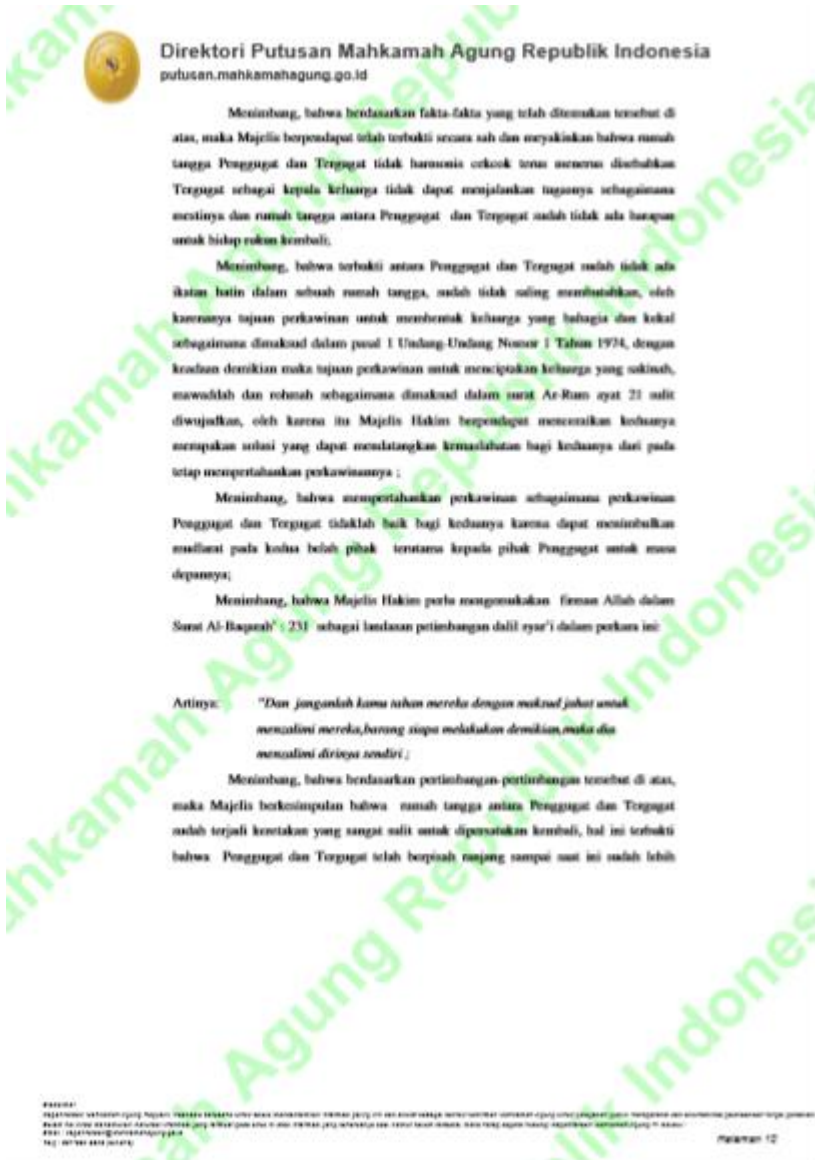 Direktori Putusan Mahkamah Agung Republik Indonesia
putusan.mahkamahagung.go.id
Menimbang, bahwa berdasarkan fakta-fakta yang telah ditemukan tersebut di
atas, maka Majelis berpendapat telah terbukti secara sah dan meyakinkan bahwa rumah
tangga Penggugat dan Tergugat tidak harmonis cekcok terus menerus disebabkan
Tergugat sebagai kepala keluarga tidak dapat menjalankan tugasnya sebagaimana
mestinya dan rumah tangga antara Penggugat dan Tergugat sudah tidak ada harapan
untuk hidup rukun kembali;
Menimbang, bahwa terbukti antara Penggugat dan Tergugat sudah tidak ada
ikatan batin dalam sebuah rumah tangga, sudah tidak saling membutuhkan, oleh
karenanya tujuan perkawinan untuk membentuk keluarga yang bahagia dan kekal
sebagaimana dimaksud dalam pasal 1 Undang-Undang Nomor 1 Tahun 1974, dengan
keadaan demikian maka tujuan perkawinan untuk menciptakan keluarga yang sakinah,
mawaddah dan rohmah sebagaimana dimaksud dalam surat Ar-Rum ayat 21 sulit
diwujudkan, oleh karena itu Majelis Hakim berpendapat menceraikan keduanya
merupakan solusi yang dapat mendatangkan kemaslahatan bagi keduanya dari pada
tetap mempertahankan perkawinannya ;
Menimbang, bahwa mempertahankan perkawinan sebagaimana perkawinan
Penggugat dan Tergugat tidaklah baik bagi keduanya karena dapat menimbulkan
mudlarat pada kedua belah pihak terutama kepada pihak Penggugat untuk masa
depannya;
Menimbang, bahwa Majelis Hakim perlu mengemukakan firman Allah dalam
Surat Al-Baqarah' : 231 sebagai landasan petimbangan dalil syar'i dalam perkara ini:
Artinya: "Dan janganlah kamu tahan mereka dengan maksud jahat untuk
menzalimi mereka,barang siapa melakukan demikian,maka dia
menzalimi dirinya sendiri ;
Menimbang, bahwa berdasarkan pertimbangan-pertimbangan tersebut di atas,
maka Majelis berkesimpulan bahwa rumah tangga antara Penggugat dan Tergugat
sudah terjadi keretakan yang sangat sulit untuk dipersatukan kembali, hal ini terbukti
bahwa Penggugat dan Tergugat telah berpisah ranjang sampai saat ini sudah lebih
Halaman 12